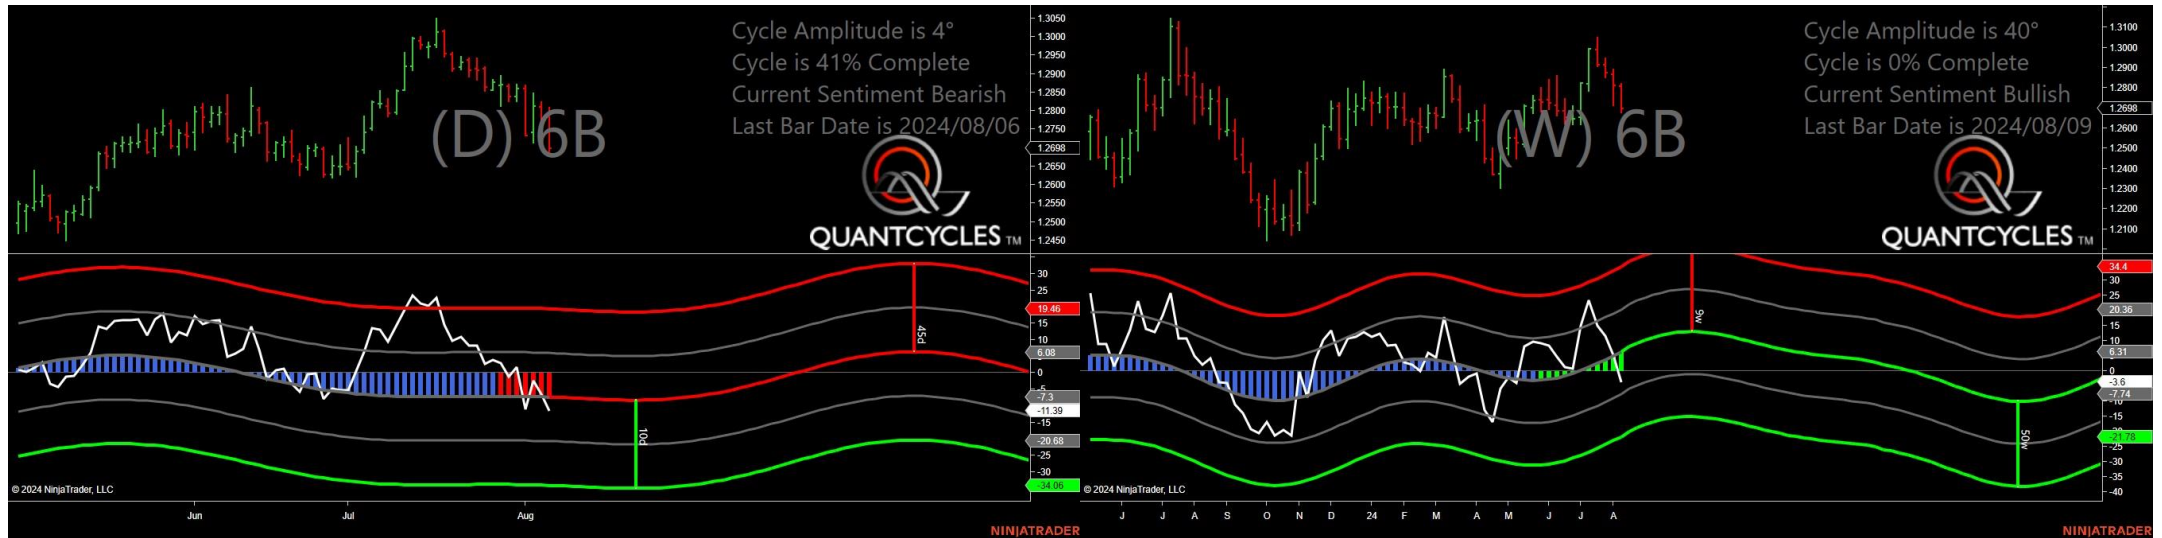 Cycle Amplitude is 4°
Cycle is 41% Complete
Current Sentiment Bearish
Last Bar Date is 2024/08/06
(D) 6B
QUANTCYCLES TM
1.3050
1.3000
1.2950
1.2900
1.2850
1.2800
1.2750
1.2698
1.2650
1.2600
1.2550
1.2500
1.2450
30
25
19.46
15
10
6.08
0
-5
-7.3
-11.39
-15
-20.68
-25
-30
-34.06
45d
10d
© 2024 NinjaTrader, LLC
Jun Jul Aug
NINJATRADER
Cycle Amplitude is 40°
Cycle is 0% Complete
Current Sentiment Bullish
Last Bar Date is 2024/08/09
(W) 6B
QUANTCYCLES TM
1.3100
1.3000
1.2900
1.2800
1.2698
1.2600
1.2500
1.2400
1.2300
1.2200
1.2100
34.4
30
25
20.36
15
10
6.31
0
-3.6
-7.74
-10
-15
-21.78
-25
-30
-35
-40
9w
50w
© 2024 NinjaTrader, LLC
J J A S O N D 24 F M A M J J A
NINJATRADER